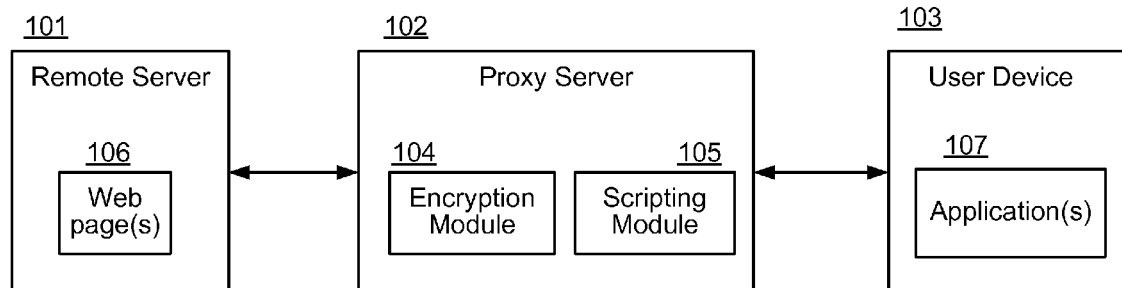 101
102
103
Remote Server
Proxy Server
User Device
106
104
105
107
Web
page(s)
Encryption
Module
Scripting
Module
Application(s)